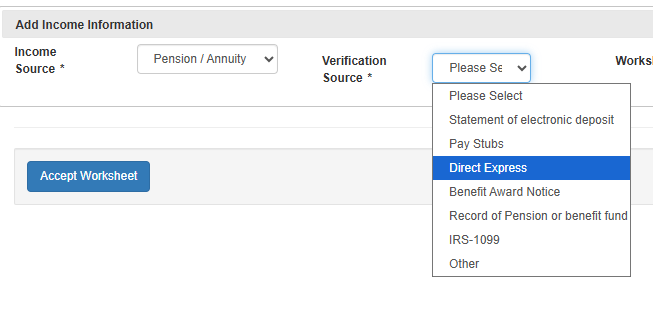 Add Income Information
Income
Source *
Pension / Annuity
Verification
Source *
Please Se
Works
Please Select
Statement of electronic deposit
Pay Stubs
Direct Express
Benefit Award Notice
Record of Pension or benefit fund
IRS-1099
Other
Accept Worksheet